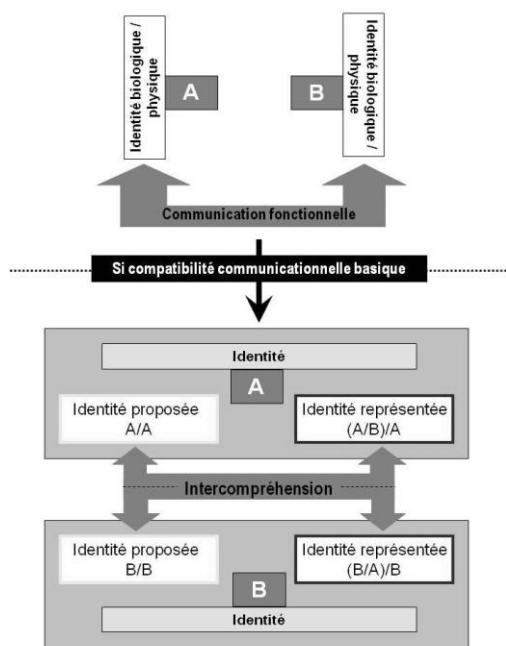 Identité biologique /
physique
A
B
Identité biologique /
physique
Communication fonctionnelle
Si compatibilité communicationnelle basique
Identité
A
Identité proposée
A/A
Identité représentée
(A/B)/A
Intercompréhension
Identité proposée
B/B
Identité représentée
(B/A)/B
B
Identité